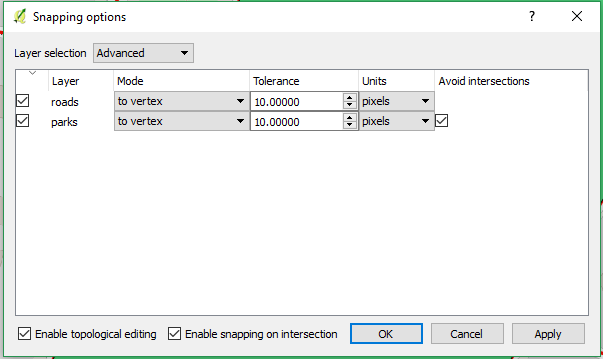 Snapping options ?
Layer selection Advanced
Layer Mode Tolerance Units Avoid intersections
roads to vertex 10.00000 pixels
parks to vertex 10.00000 pixels
Enable topological editing Enable snapping on intersection OK Cancel Apply